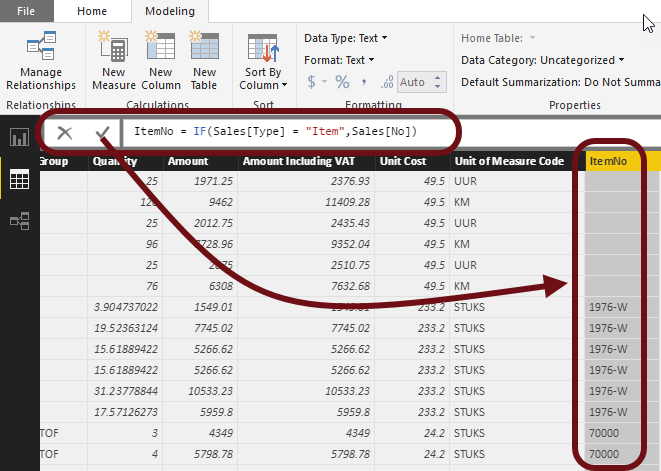 File Home Modeling
Data Type: Text
Home Table:
Format: Text
Data Category: Uncategorized
$ % , .00 Auto
Default Summarization: Do Not Summa
Manage Relationships
New Measure
New Column
New Table
Sort By Column
Relationships Calculations Sort Formatting Properties
ItemNo = IF(Sales[Type] = "Item",Sales[No])
Group Quantity Amount Amount Including VAT Unit Cost Unit of Measure Code ItemNo
25 1971.25 2376.93 49.5 UUR
9462 11409.28 49.5 KM
25 2012.75 2435.43 49.5 UUR
96 7728.96 9352.04 49.5 KM
25 2510.75 49.5 UUR
76 6308 7632.68 49.5 KM
3.904737022 1549.01 1549.01 233.2 STUKS 1976-W
19.52363124 7745.02 7745.02 233.2 STUKS 1976-W
15.61889422 5266.62 5266.62 233.2 STUKS 1976-W
15.61889422 5266.62 5266.62 233.2 STUKS 1976-W
31.23778844 10533.23 10533.23 233.2 STUKS 1976-W
17.57126273 5959.8 5959.8 233.2 STUKS 1976-W
TOF 3 4349 4349 24.2 STUKS 70000
TOF 4 5798.78 5798.78 24.2 STUKS 70000